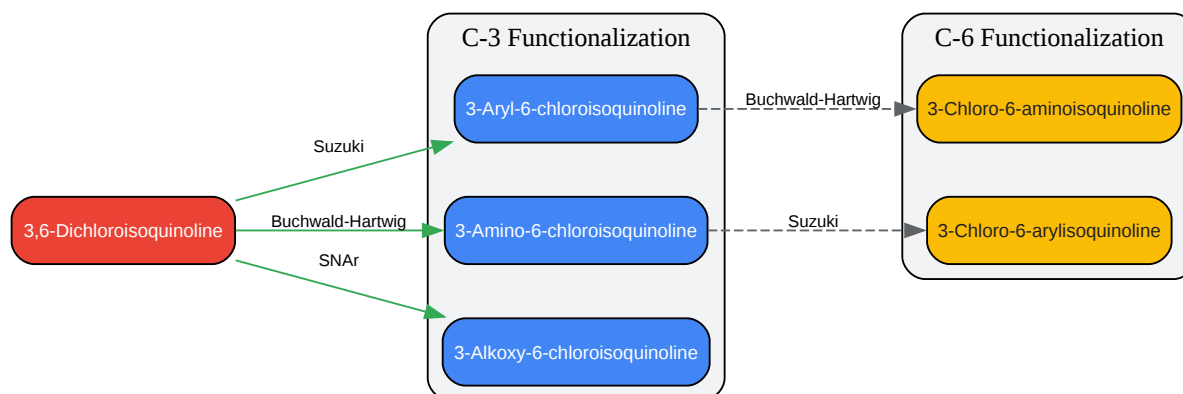 C-3 Functionalization
C-6 Functionalization
3-Aryl-6-chloroisoquinoline
Buchwald-Hartwig
3-Chloro-6-aminoisoquinoline
Suzuki
3,6-Dichloroisoquinoline
Buchwald-Hartwig
3-Amino-6-chloroisoquinoline
Suzuki
3-Chloro-6-arylisoquinoline
SNAr
3-Alkoxy-6-chloroisoquinoline